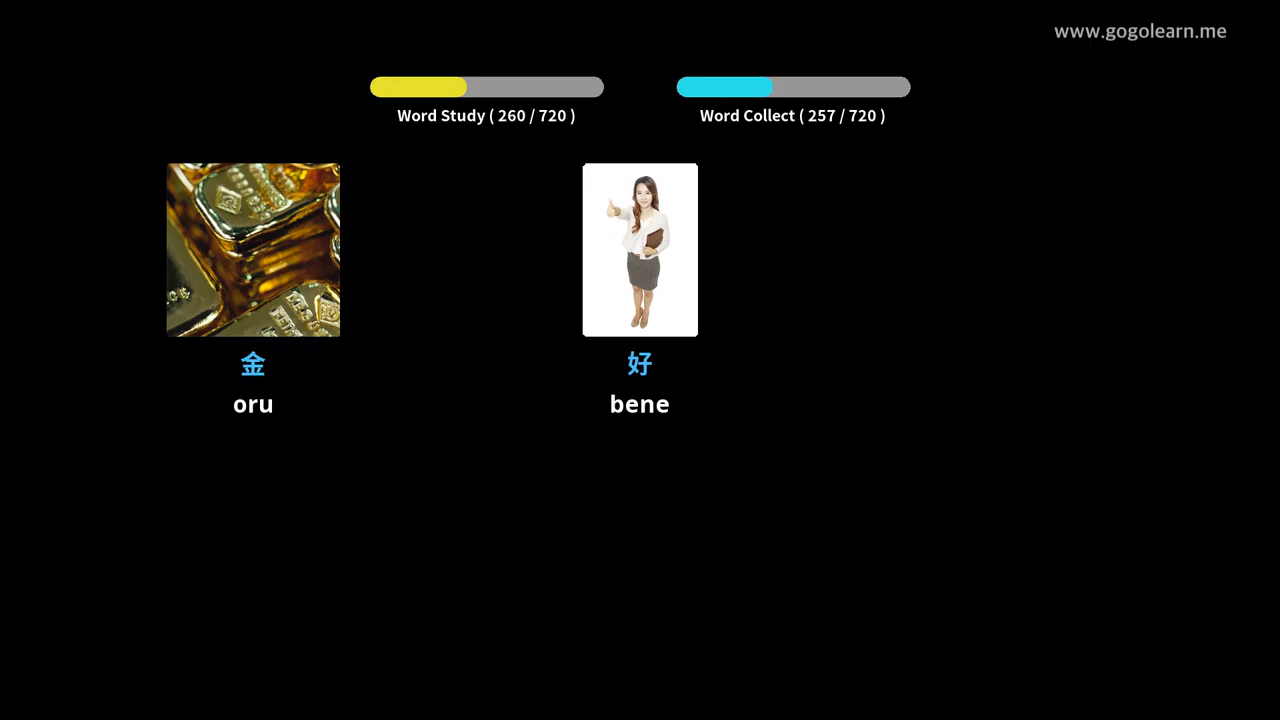 www.gogolearn.me
Word Study ( 260 / 720 )
Word Collect ( 257 / 720 )
金
好
oru
bene